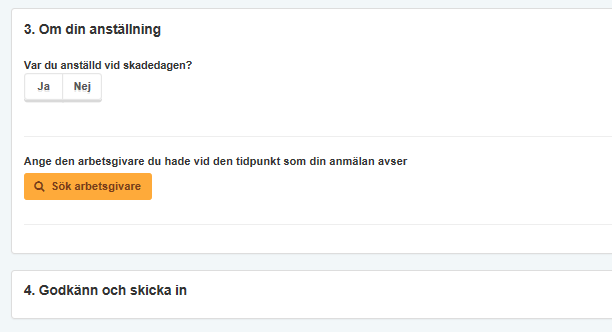 3. Om din anställning
Var du anställd vid skadedagen?
Ja Nej
Ange den arbetsgivare du hade vid den tidpunkt som din anmälan avser
Sök arbetsgivare
4. Godkänn och skicka in